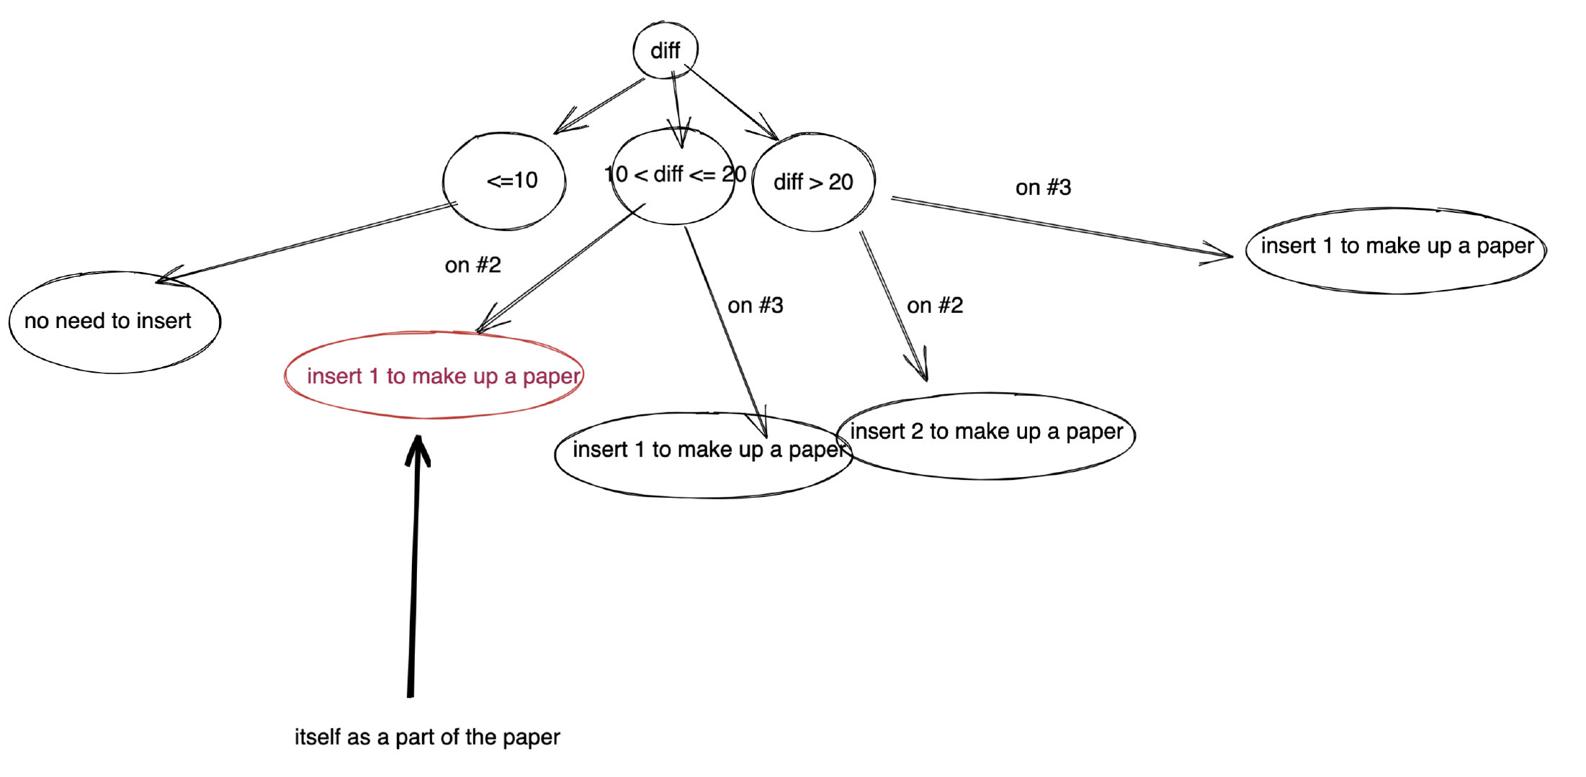 diff
<=10
10 < diff <= 20
diff > 20
on #3
insert 1 to make up a paper
on #2
on #3
on #2
no need to insert
insert 1 to make up a paper
insert 1 to make up a paper
insert 2 to make up a paper
itself as a part of the paper